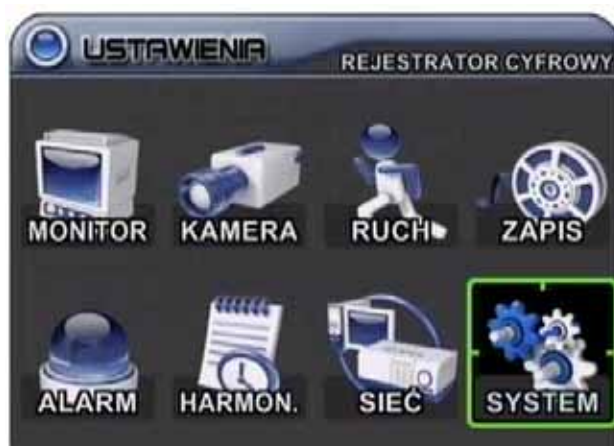 USTAWIENIA
REJESTRATOR CYFROWY
MONITOR KAMERA RUCH ZAPIS
ALARM HARMON. SIEĆ SYSTEM